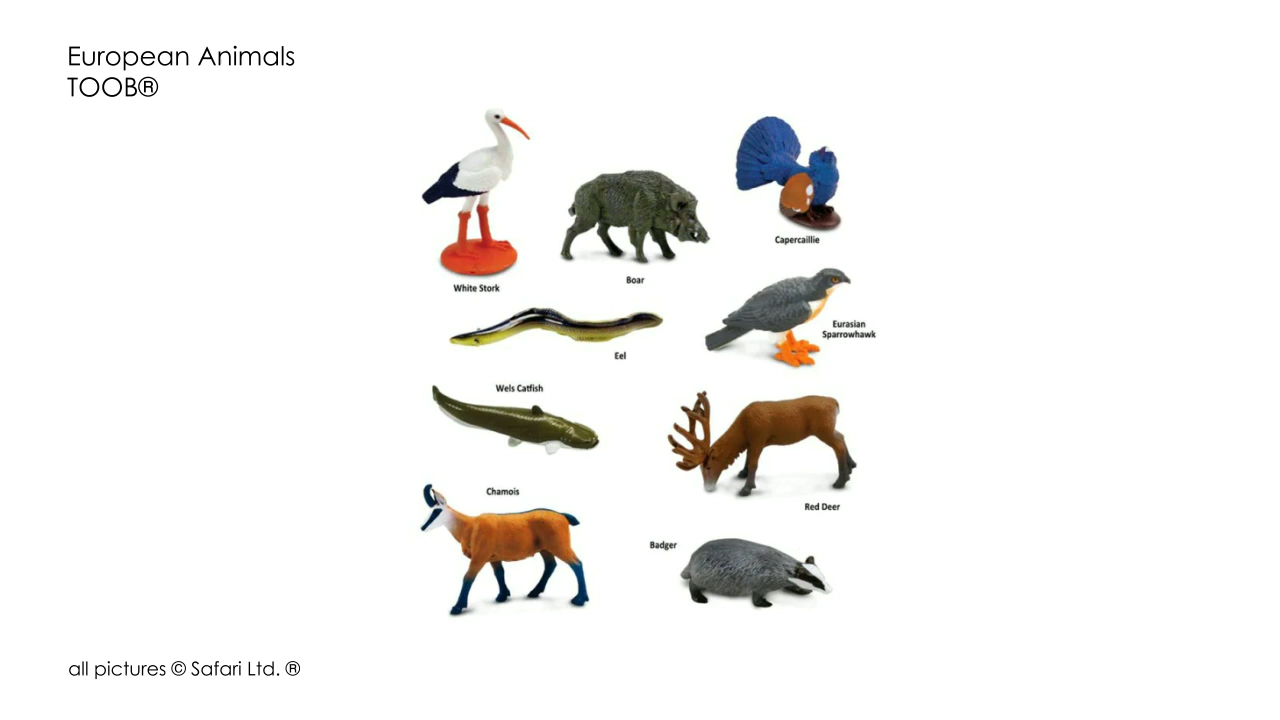 European Animals
TOOB®
White Stork
Boar
Capercaillie
Eel
Eurasian
Sparrowhawk
Wels Catfish
Red Deer
Chamois
Badger
all pictures © Safari Ltd. ®